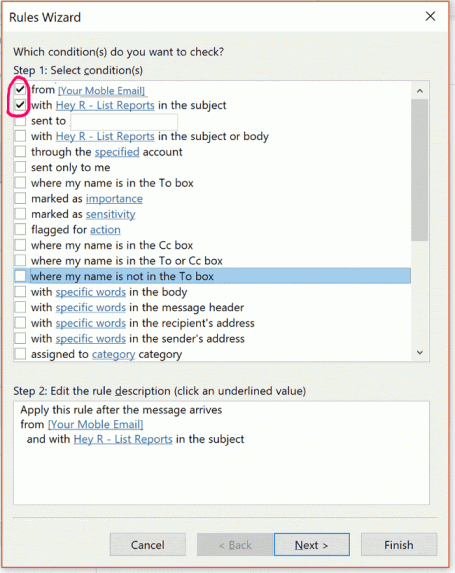 Rules Wizard
Which condition(s) do you want to check?
Step 1: Select condition(s)
from [Your Moble Email]
with Hey R - List Reports in the subject
sent to
with Hey R - List Reports in the subject or body
through the specified account
sent only to me
where my name is in the To box
marked as importance
marked as sensitivity
flagged for action
where my name is in the Cc box
where my name is in the To or Cc box
where my name is not in the To box
with specific words in the body
with specific words in the message header
with specific words in the recipient's address
with specific words in the sender's address
assigned to category category
Step 2: Edit the rule description (click an underlined value)
Apply this rule after the message arrives
from [Your Moble Email]
and with Hey R - List Reports in the subject
Cancel < Back Next > Finish